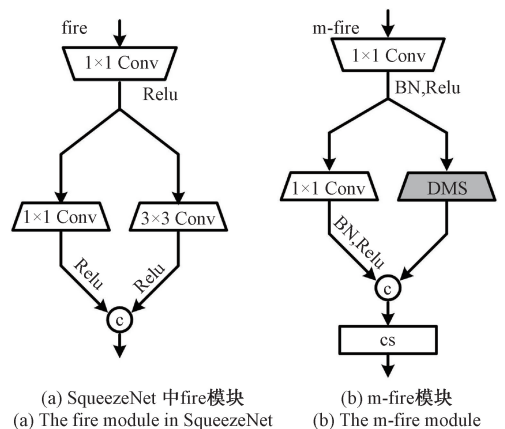 fire
1×1 Conv
Relu
1×1 Conv
3×3 Conv
Relu
Relu
c
(a) SqueezeNet 中fire模块
(a) The fire module in SqueezeNet
m-fire
1×1 Conv
BN,Relu
1×1 Conv
DMS
BN,Relu
c
cs
(b) m-fire模块
(b) The m-fire module